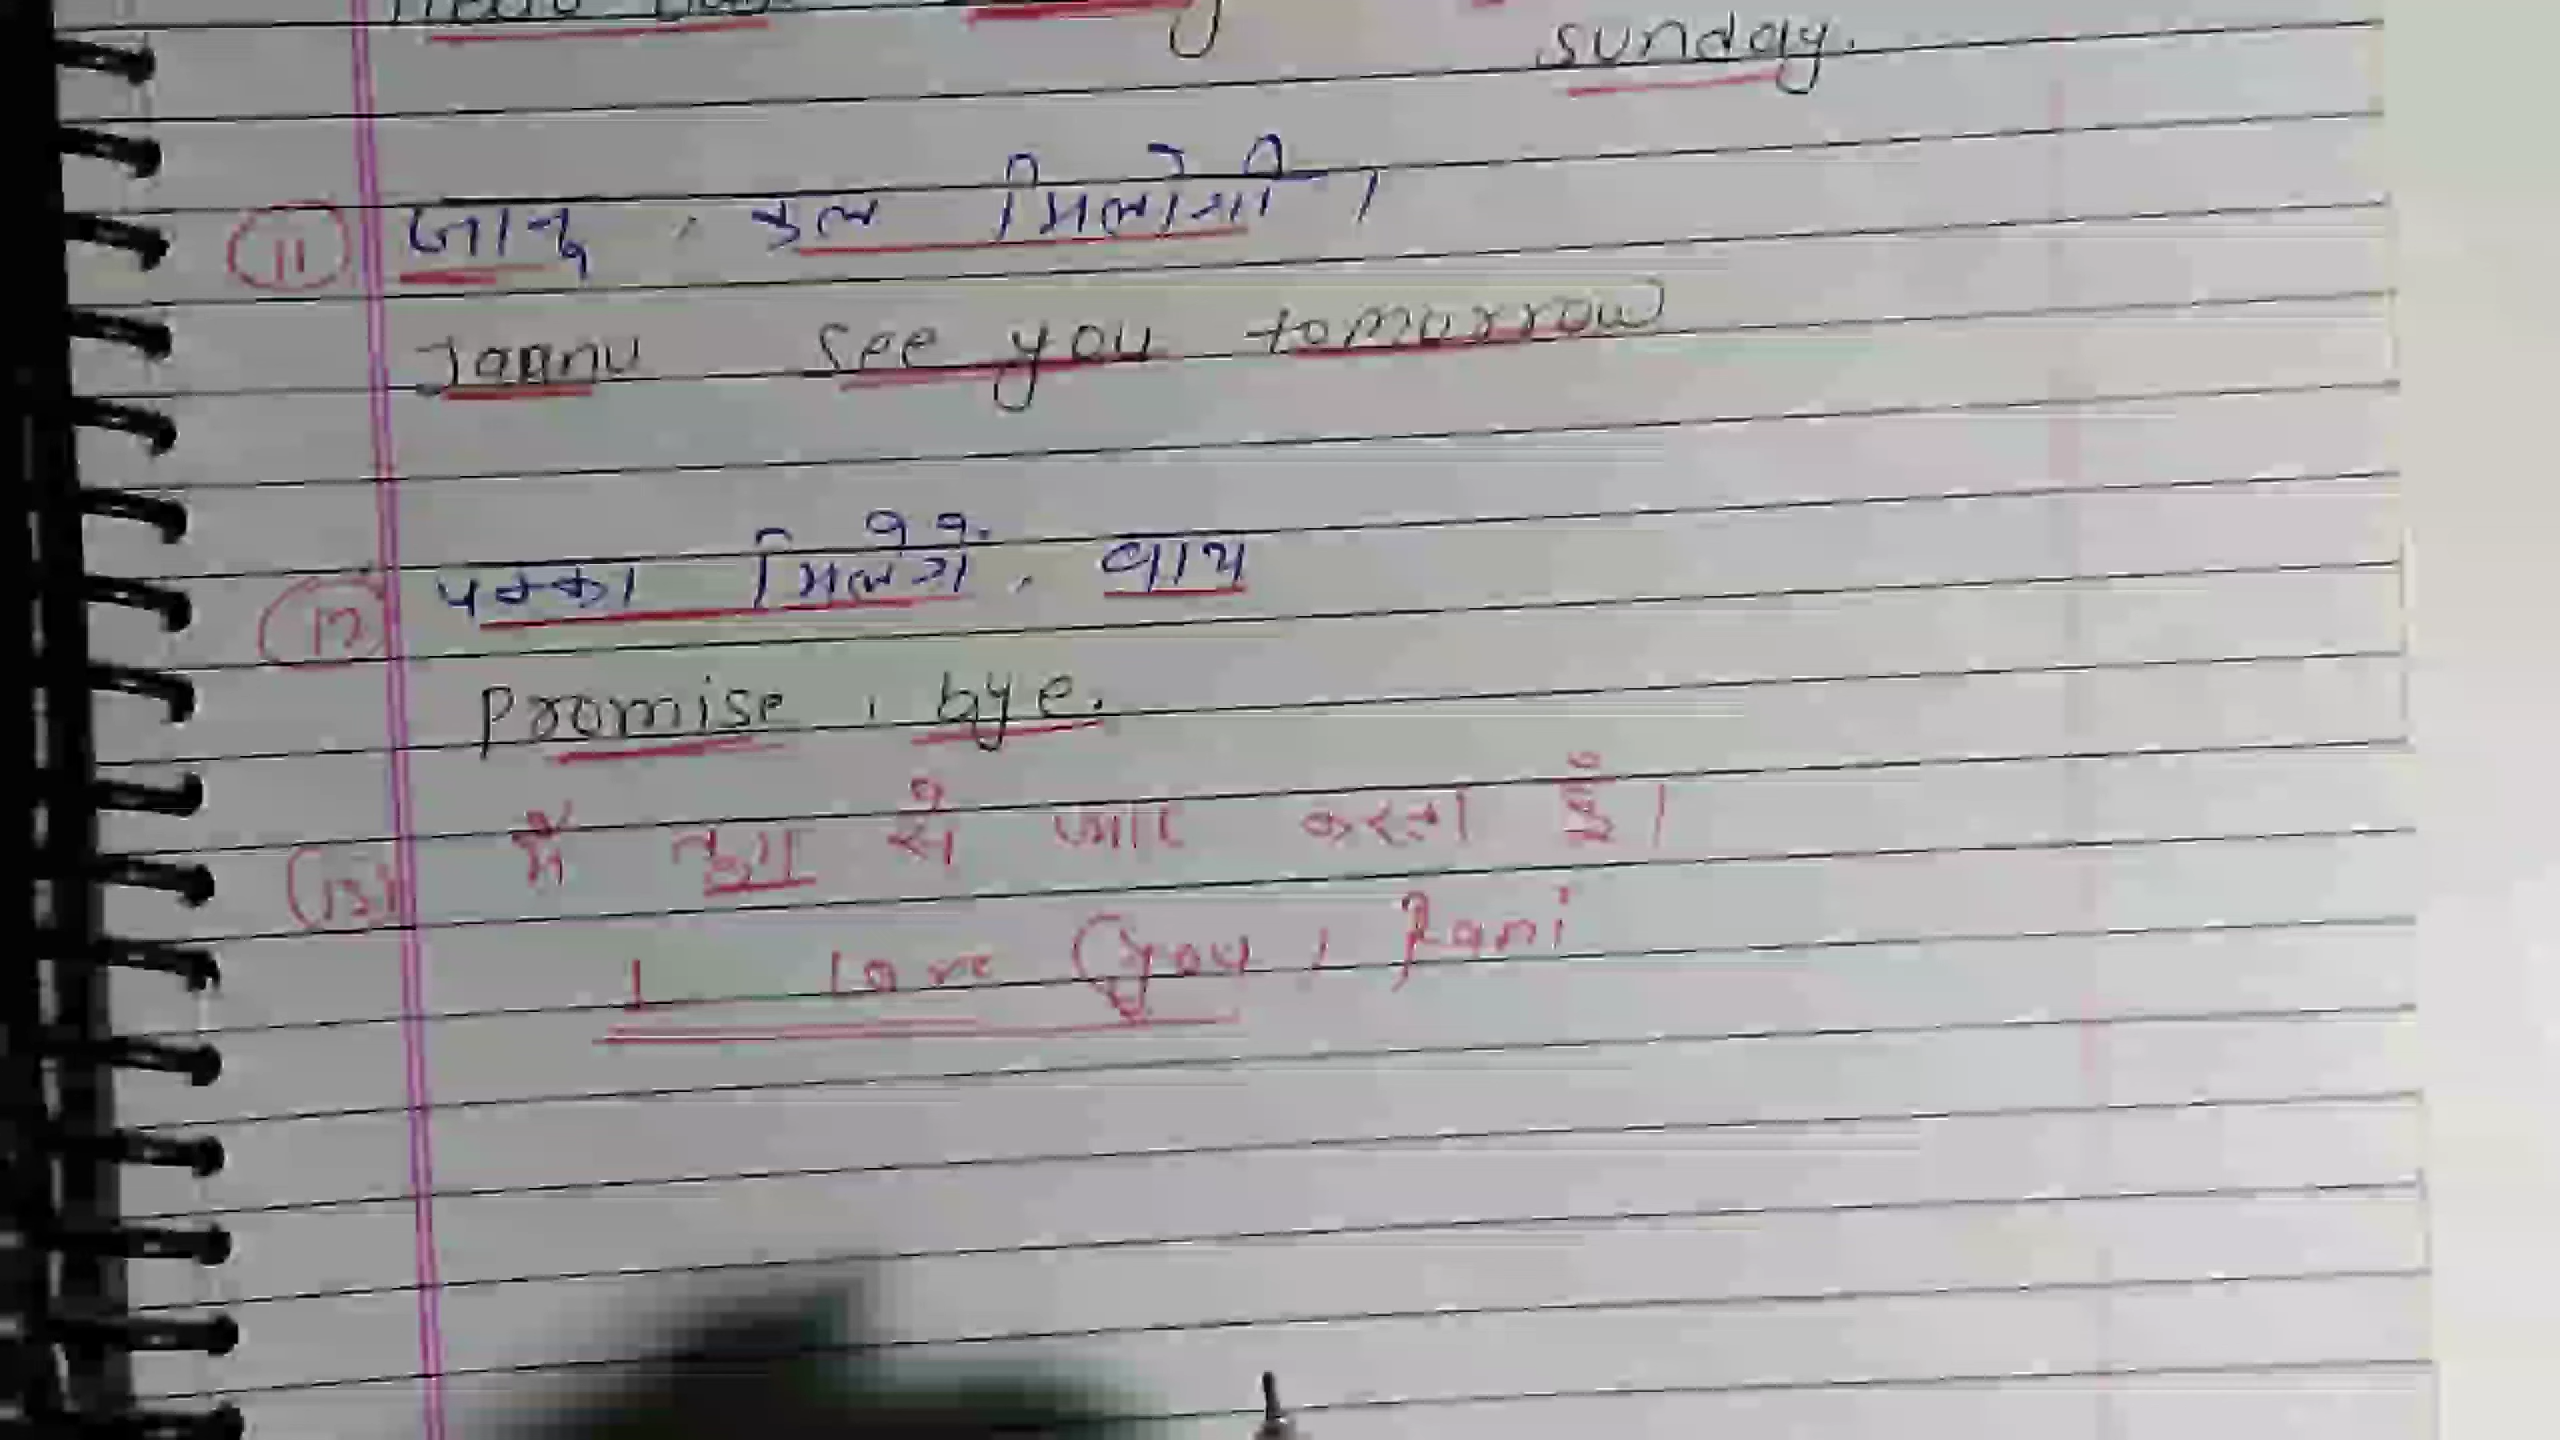 sunday.
11 जानू , कल मिलोगी ।
Jaanu see you tomorrow
12 पक्का मिलेंगे , बाय
Promise , bye.
13 मैं तुम से प्यार करता हूँ ।
I Love you , Rani